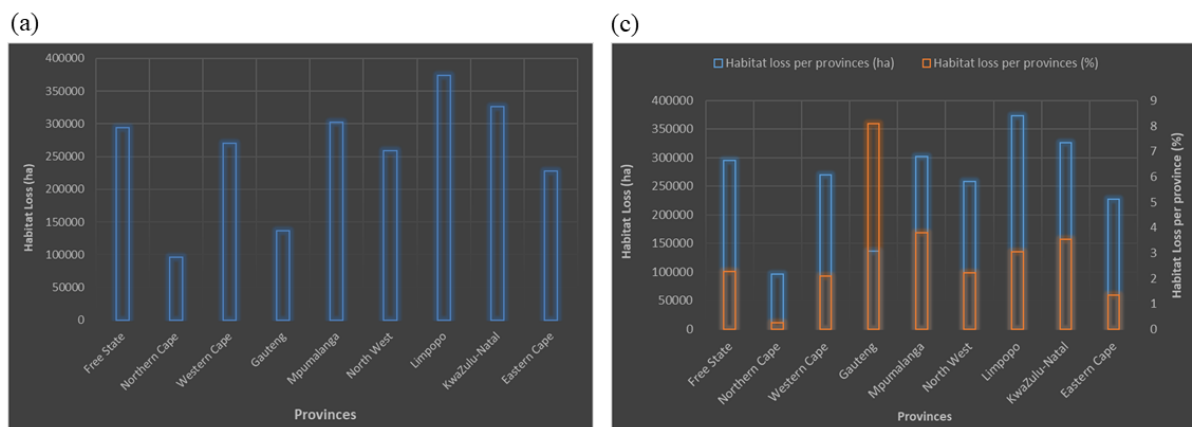 (a)
400000
350000
300000
250000
200000
150000
100000
50000
0
Habitat Loss (ha)
Free State
Northern Cape
Western Cape
Gauteng
Mpumalanga
North West
Limpopo
KwaZulu-Natal
Eastern Cape
Provinces
(c)
Habitat loss per provinces (ha)
Habitat loss per provinces (%)
400000
350000
300000
250000
200000
150000
100000
50000
0
Habitat Loss (ha)
9
8
7
6
5
4
3
2
1
0
Habitat Loss per province (%)
Free State
Northern Cape
Western Cape
Gauteng
Mpumalanga
North West
Limpopo
KwaZulu-Natal
Eastern Cape
Provinces